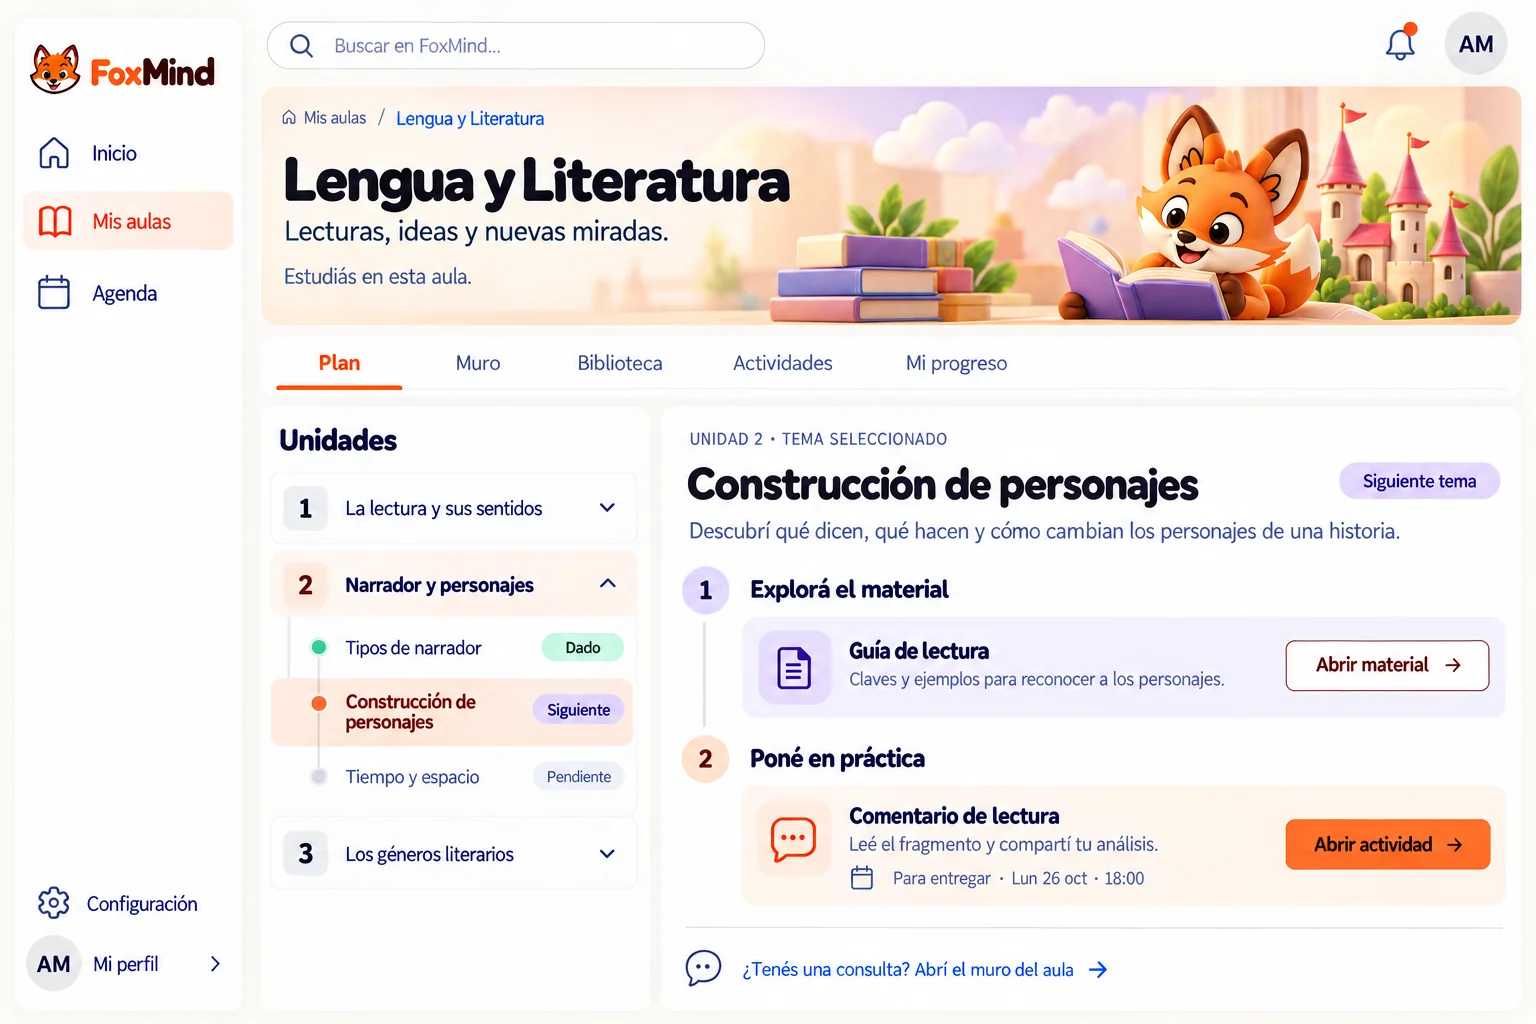 FoxMind
Buscar en FoxMind...
AM
Inicio
Mis aulas
Agenda
Configuración
AM
Mi perfil
Mis aulas / Lengua y Literatura
Lengua y Literatura
Lecturas, ideas y nuevas miradas.
Estudiás en esta aula.
Plan
Muro
Biblioteca
Actividades
Mi progreso
Unidades
1 La lectura y sus sentidos
2 Narrador y personajes
Tipos de narrador Dado
Construcción de
personajes Siguiente
Tiempo y espacio Pendiente
3 Los géneros literarios
UNIDAD 2 • TEMA SELECCIONADO
Construcción de personajes
Siguiente tema
Descubrí qué dicen, qué hacen y cómo cambian los personajes de una historia.
1 Explorá el material
Guía de lectura
Claves y ejemplos para reconocer a los personajes.
Abrir material →
2 Poné en práctica
Comentario de lectura
Leé el fragmento y compartí tu análisis.
Para entregar • Lun 26 oct • 18:00
Abrir actividad →
¿Tenés una consulta? Abrí el muro del aula →